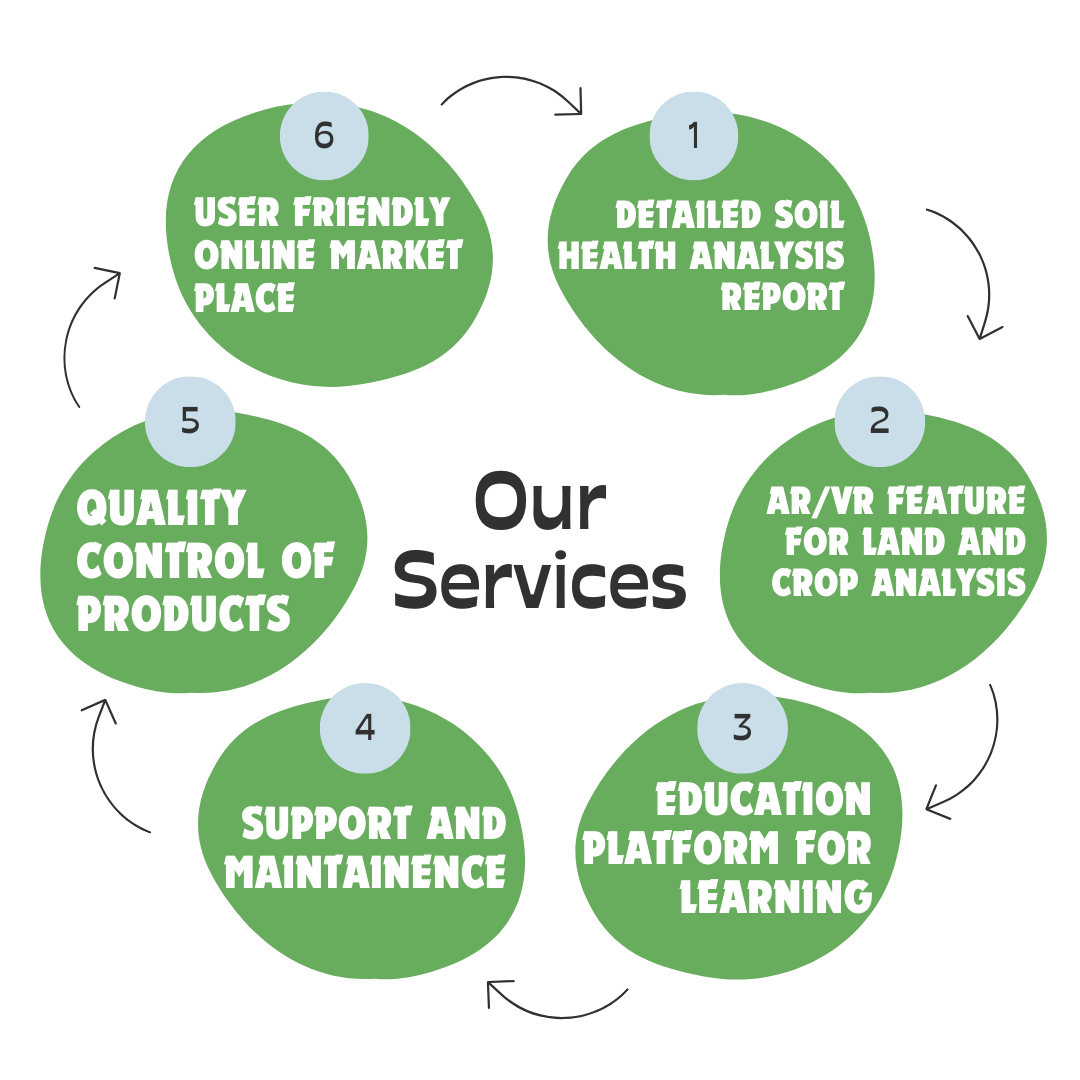 Our
Services
1
DETAILED SOIL
HEALTH ANALYSIS
REPORT
2
AR/VR FEATURE
FOR LAND AND
CROP ANALYSIS
3
EDUCATION
PLATFORM FOR
LEARNING
4
SUPPORT AND
MAINTAINENCE
5
QUALITY
CONTROL OF
PRODUCTS
6
USER FRIENDLY
ONLINE MARKET
PLACE